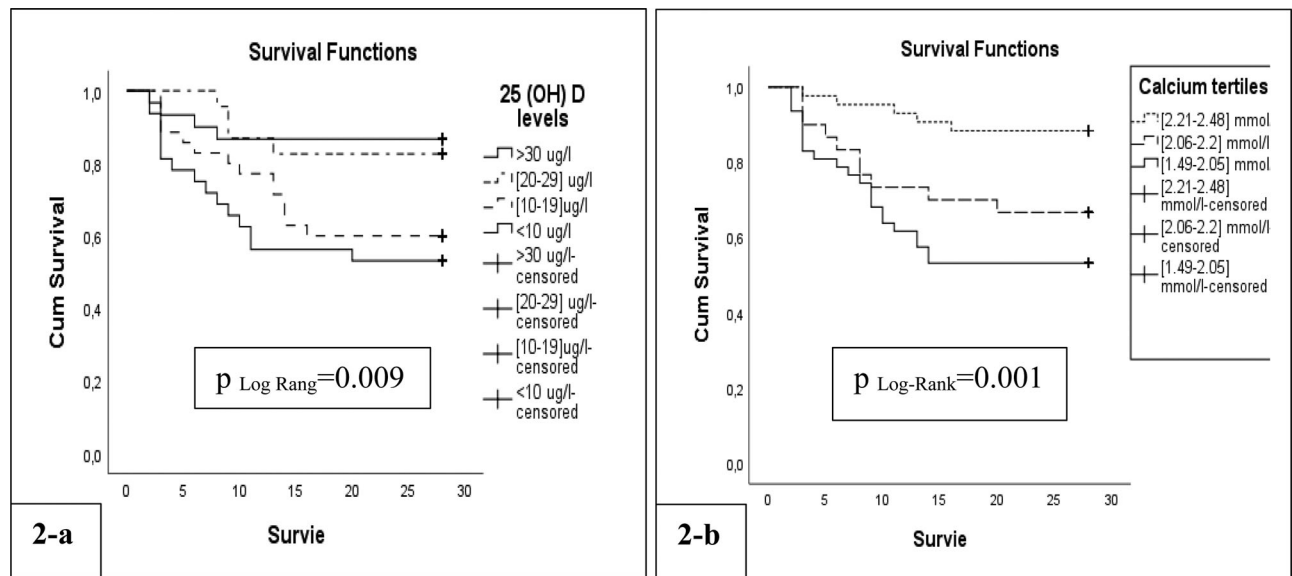 Survival Functions
Cum Survival
1,0
0,8
0,6
0,4
0,2
0,0
0 5 10 15 20 25 30
Survie
25 (OH) D
levels
>30 ug/l
[20-29] ug/l
[10-19]ug/l
<10 ug/l
>30 ug/l-
censored
[20-29] ug/l-
censored
[10-19]ug/l-
censored
<10 ug/l-
censored
p Log Rang=0.009
2-a
Survival Functions
Cum Survival
1,0
0,8
0,6
0,4
0,2
0,0
0 5 10 15 20 25 30
Survie
Calcium tertiles
[2.21-2.48] mmol/
[2.06-2.2] mmol/l
[1.49-2.05] mmol/
[2.21-2.48]
mmol/l-censored
[2.06-2.2] mmol/l-
censored
[1.49-2.05]
mmol/l-censored
p Log-Rank=0.001
2-b